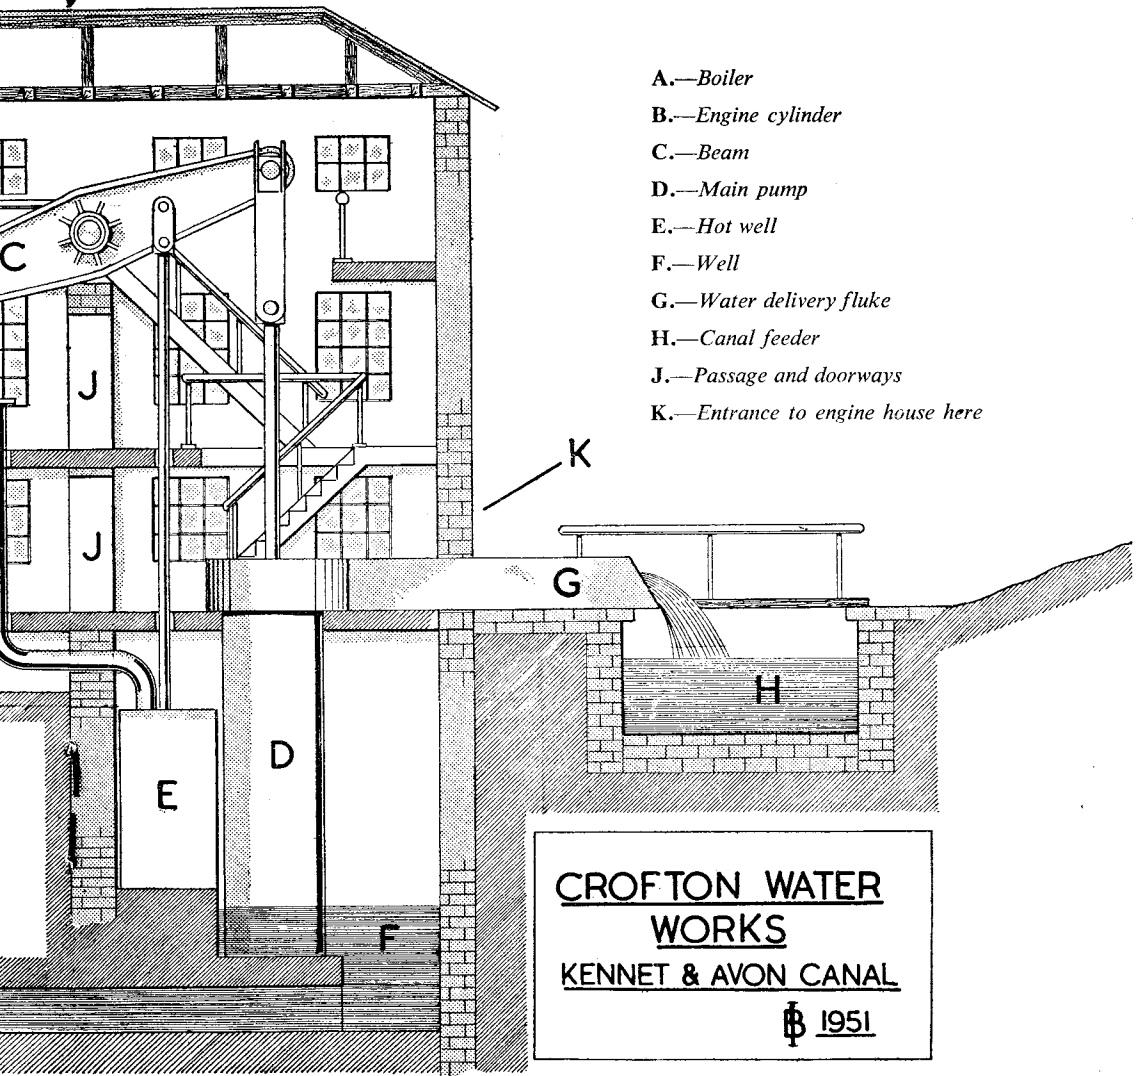 A.—Boiler
B.—Engine cylinder
C.—Beam
D.—Main pump
E.—Hot well
F.—Well
G.—Water delivery fluke
H.—Canal feeder
J.—Passage and doorways
K.—Entrance to engine house here
C
J
K
J
G
H
D
E
F
CROFTON WATER
WORKS
KENNET & AVON CANAL
1951